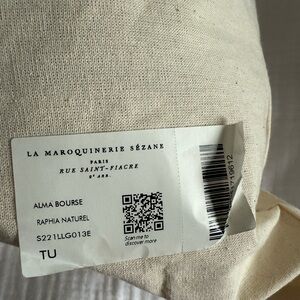 LA MAROQUINERIE SÉZANE
PARIS
RUE SAINT-FIACRE
2e ARR.
ALMA BOURSE
RAPHIA NATUREL
S221LLG013E
TU
Scan me to
discover more